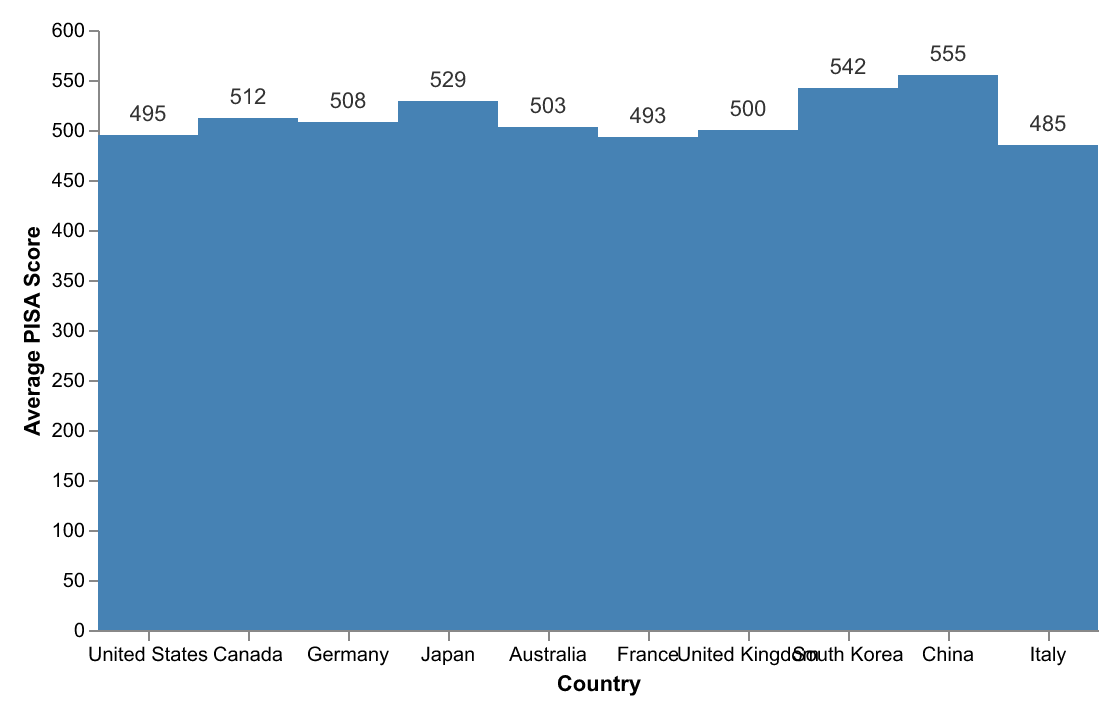 600
550
500
450
400
350
300
250
200
150
100
50
0
Average PISA Score
495
512
508
529
503
493
500
542
555
485
United States
Canada
Germany
Japan
Australia
France
United Kingdom
South Korea
China
Italy
Country